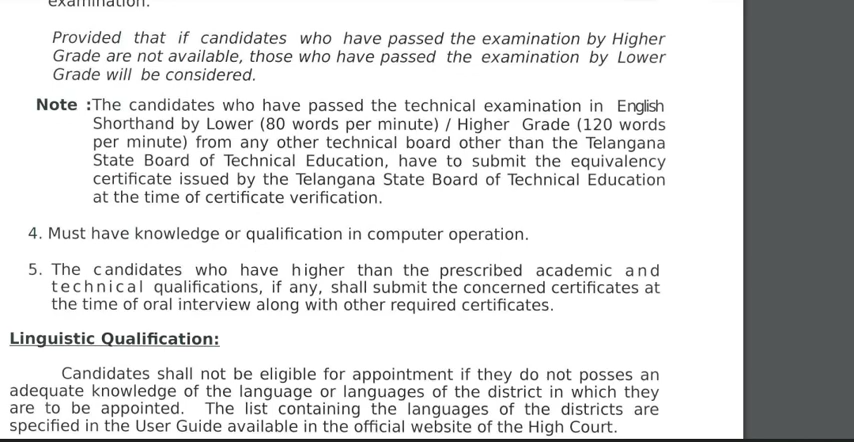 examination.
Provided that if candidates who have passed the examination by Higher
Grade are not available, those who have passed the examination by Lower
Grade will be considered.
Note :The candidates who have passed the technical examination in English
Shorthand by Lower (80 words per minute) / Higher Grade (120 words
per minute) from any other technical board other than the Telangana
State Board of Technical Education, have to submit the equivalency
certificate issued by the Telangana State Board of Technical Education
at the time of certificate verification.
4. Must have knowledge or qualification in computer operation.
5. The candidates who have higher than the prescribed academic and
technical qualifications, if any, shall submit the concerned certificates at
the time of oral interview along with other required certificates.
Linguistic Qualification:
Candidates shall not be eligible for appointment if they do not posses an
adequate knowledge of the language or languages of the district in which they
are to be appointed. The list containing the languages of the districts are
specified in the User Guide available in the official website of the High Court.